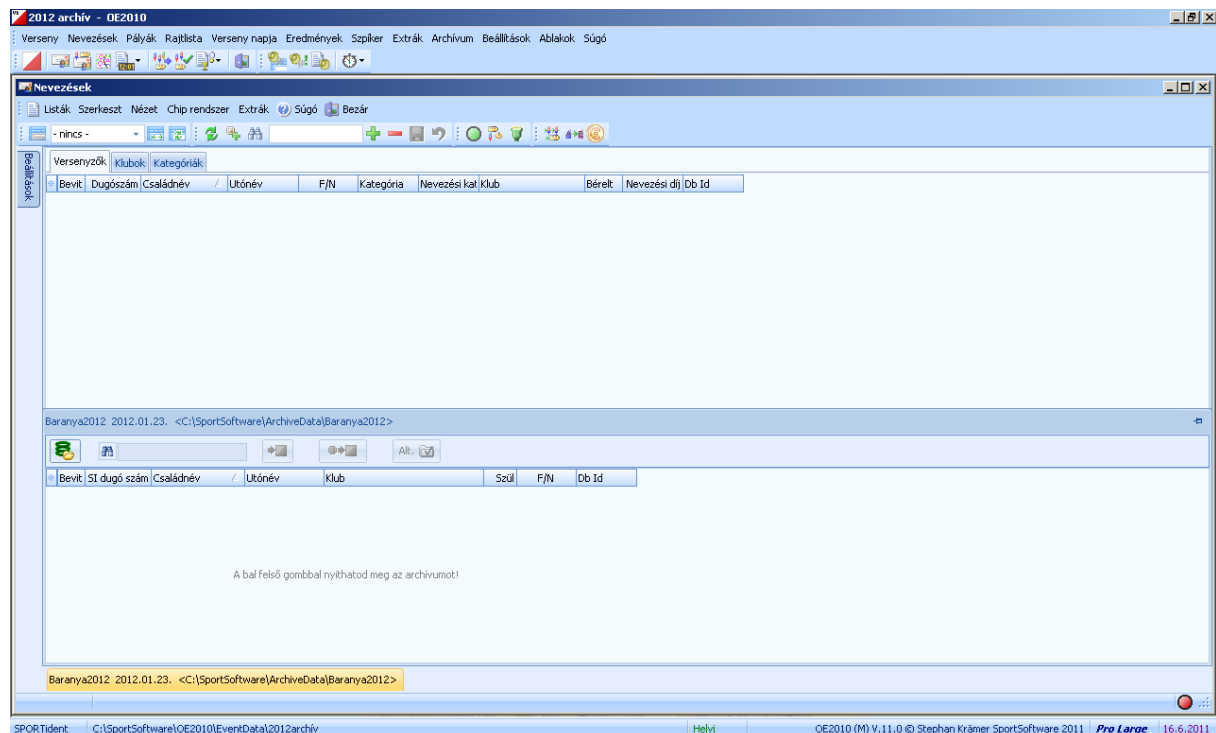 2012 archív - OE2010
Verseny Nevezések Pályák Rajtlista Verseny napja Eredmények Szpíker Extrák Archívum Beállítások Ablakok Súgó
Nevezések
Listák Szerkeszt Nézet Chip rendszer Extrák Súgó Bezár
- nincs -
Beállítások
Versenyzők Klubok Kategóriák
Bevit Dugószám Családnév Utónév F/N Kategória Nevezési kat Klub Bérelt Nevezési díj Db Id
Baranya2012 2012.01.23. <C:\SportSoftware\ArchiveData\Baranya2012>
Alt.
Bevit SI dugó szám Családnév Utónév Klub Szül F/N Db Id
A bal felső gombbal nyithatod meg az archívumot!
Baranya2012 2012.01.23. <C:\SportSoftware\ArchiveData\Baranya2012>
SPORTident C:\SportSoftware\OE2010\EventData\2012archív Helyi OE2010 (M) V.11.0 © Stephan Krämer SportSoftware 2011 Pro Large 16.6.2011